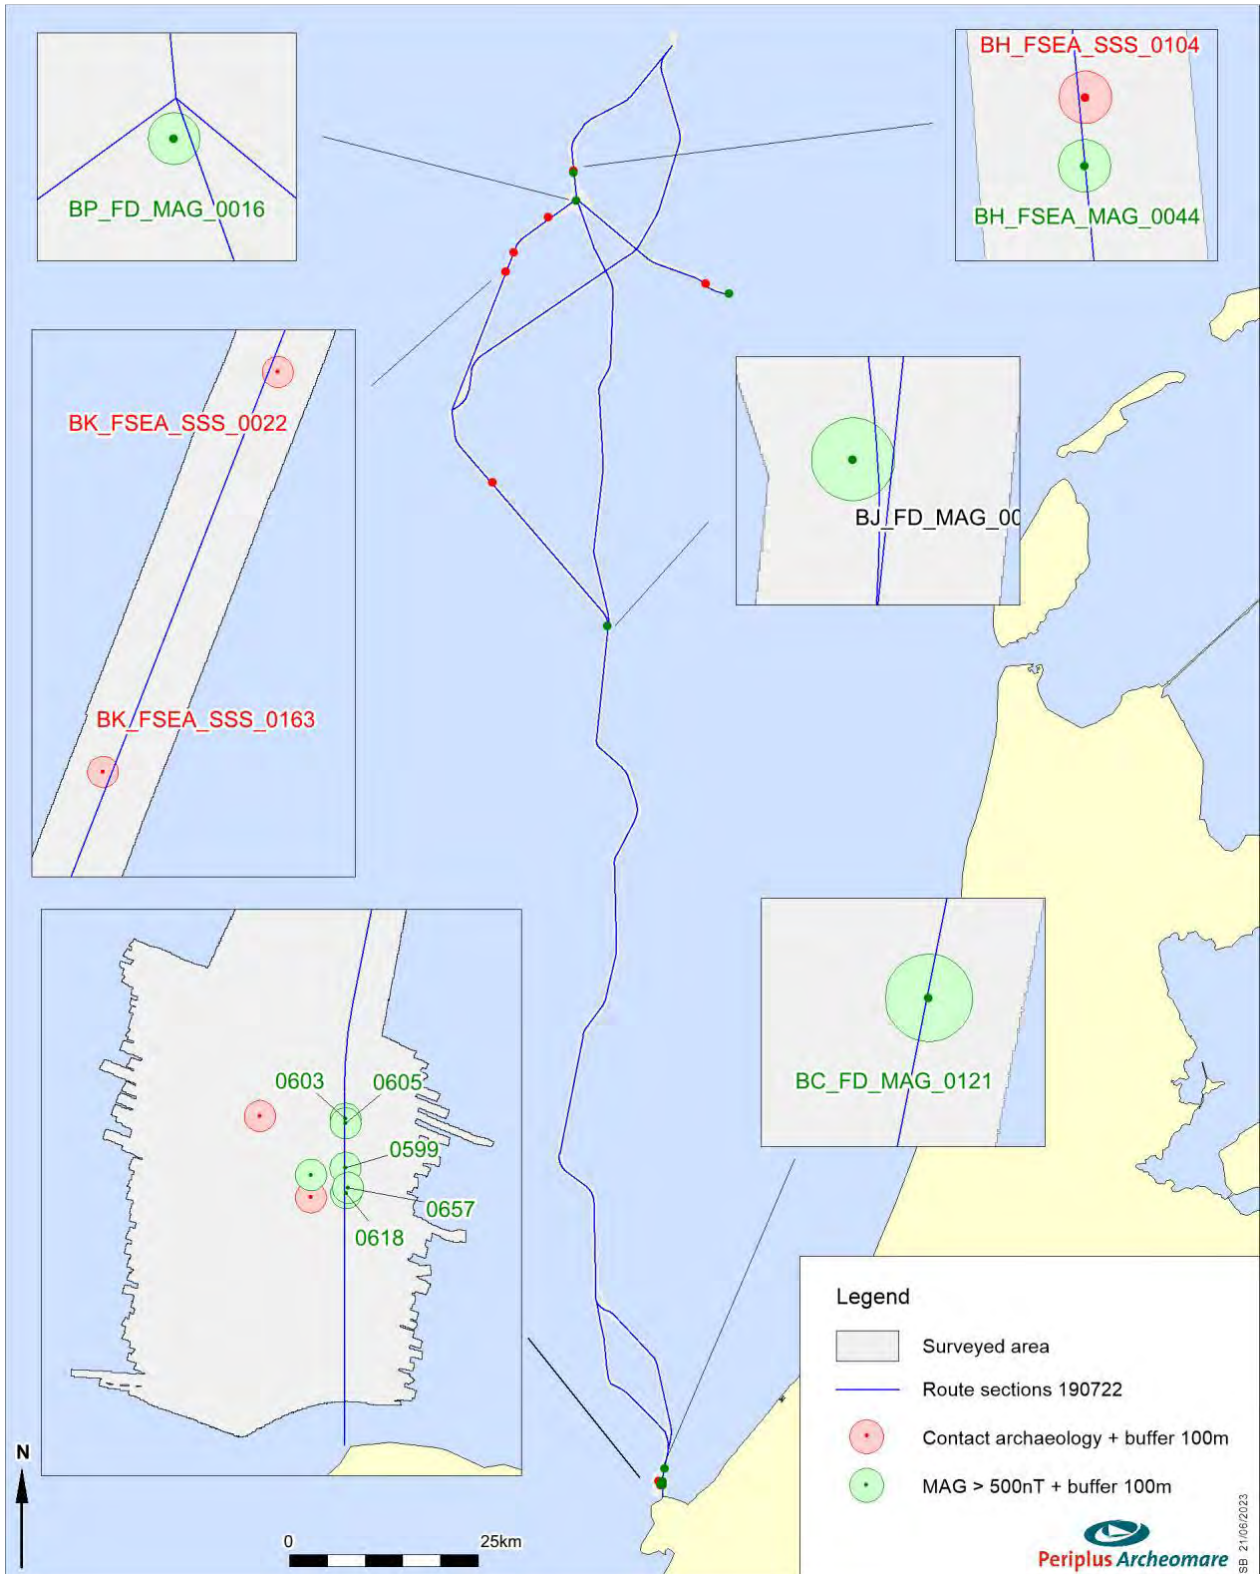 BH_FSEA_SSS_0104
BP_FD_MAG_0016
BH_FSEA_MAG_0044
BK_FSEA_SSS_0022
BJ_FD_MAG_00
BK_FSEA_SSS_0163
BC_FD_MAG_0121
0603
0605
0599
0657
0618
Legend
Surveyed area
Route sections 190722
Contact archaeology + buffer 100m
MAG > 500nT + buffer 100m
N
0
25km
Periplus Archeomare
SB 21/06/2023